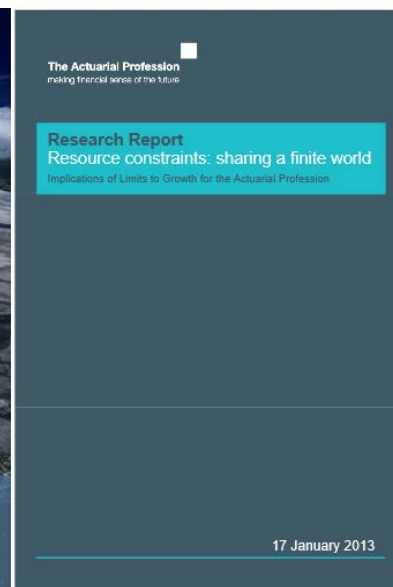 The Actuarial Profession
making financial sense of the future
Research Report
Resource constraints: sharing a finite world
Implications of Limits to Growth for the Actuarial Profession
17 January 2013